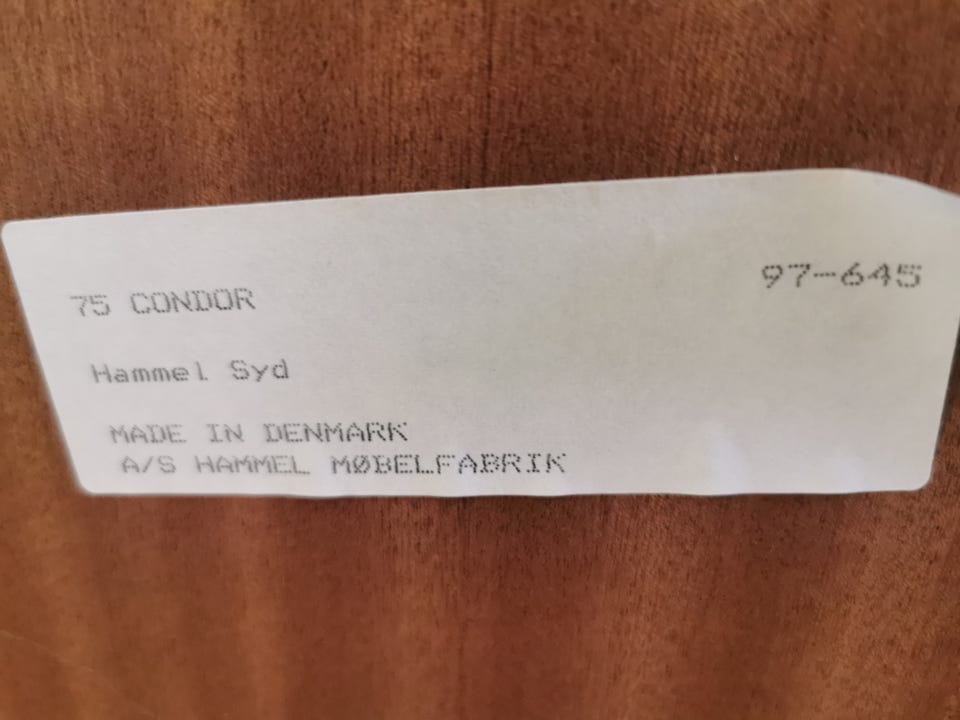 75 CONDOR 97-645
Hammel Syd
MADE IN DENMARK
A/S HAMMEL MØBELFABRIK